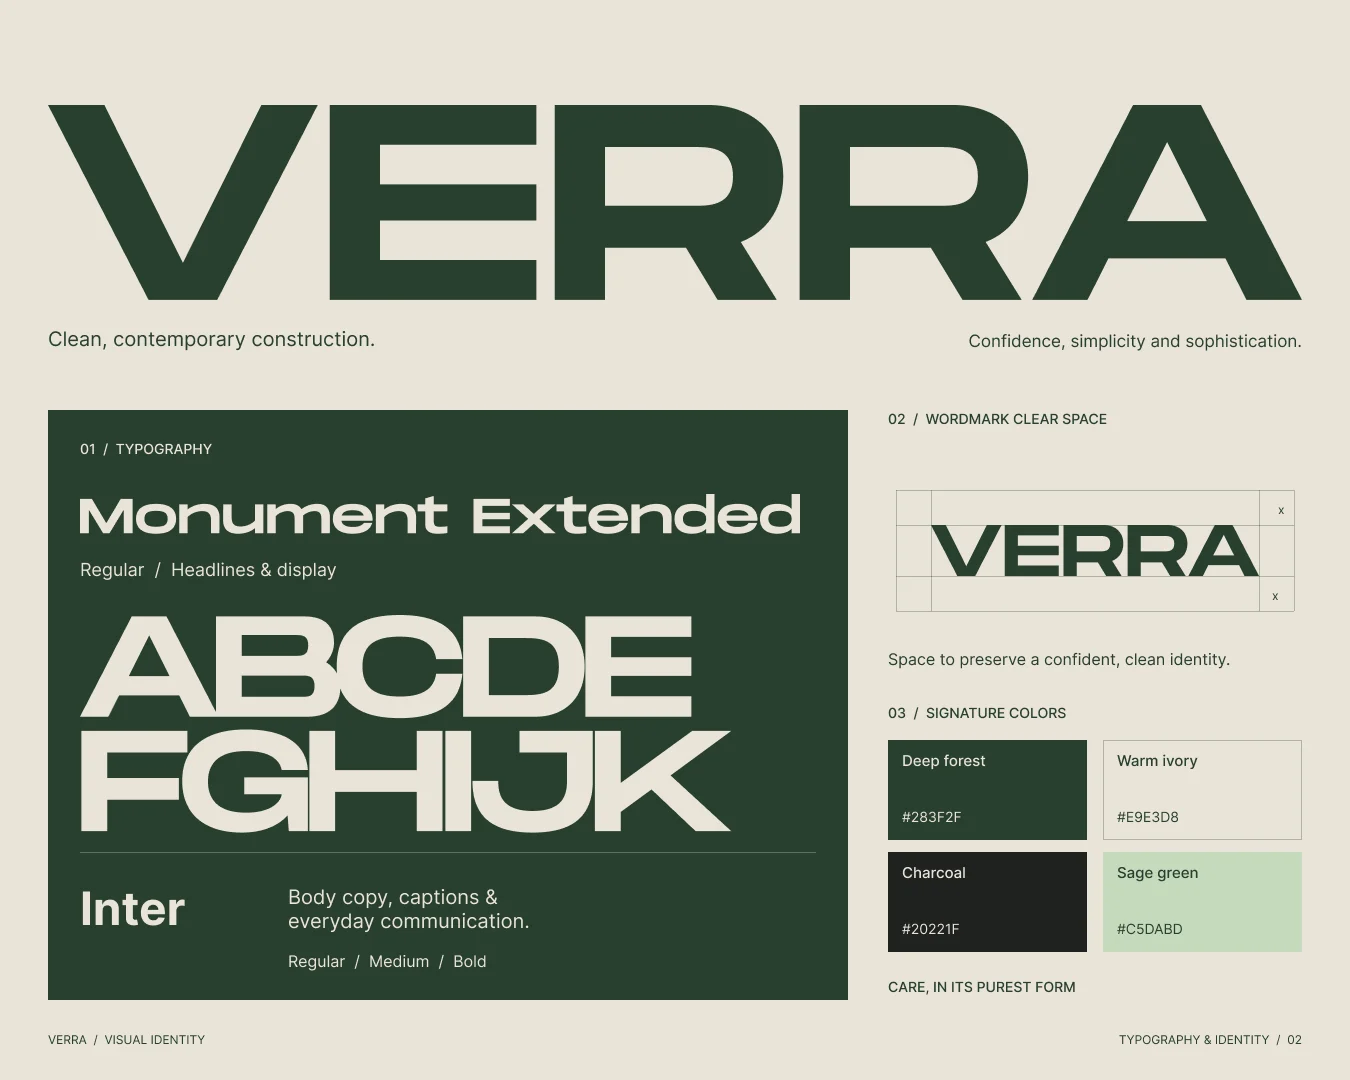 VERRA
Clean, contemporary construction.
Confidence, simplicity and sophistication.
01 / TYPOGRAPHY
Monument Extended
Regular / Headlines & display
ABCDE
FGHIJK
Inter
Body copy, captions &
everyday communication.
Regular / Medium / Bold
02 / WORDMARK CLEAR SPACE
x
VERRA
x
Space to preserve a confident, clean identity.
03 / SIGNATURE COLORS
Deep forest
#283F2F
Warm ivory
#E9E3D8
Charcoal
#20221F
Sage green
#C5DABD
CARE, IN ITS PUREST FORM
VERRA / VISUAL IDENTITY
TYPOGRAPHY & IDENTITY / 02